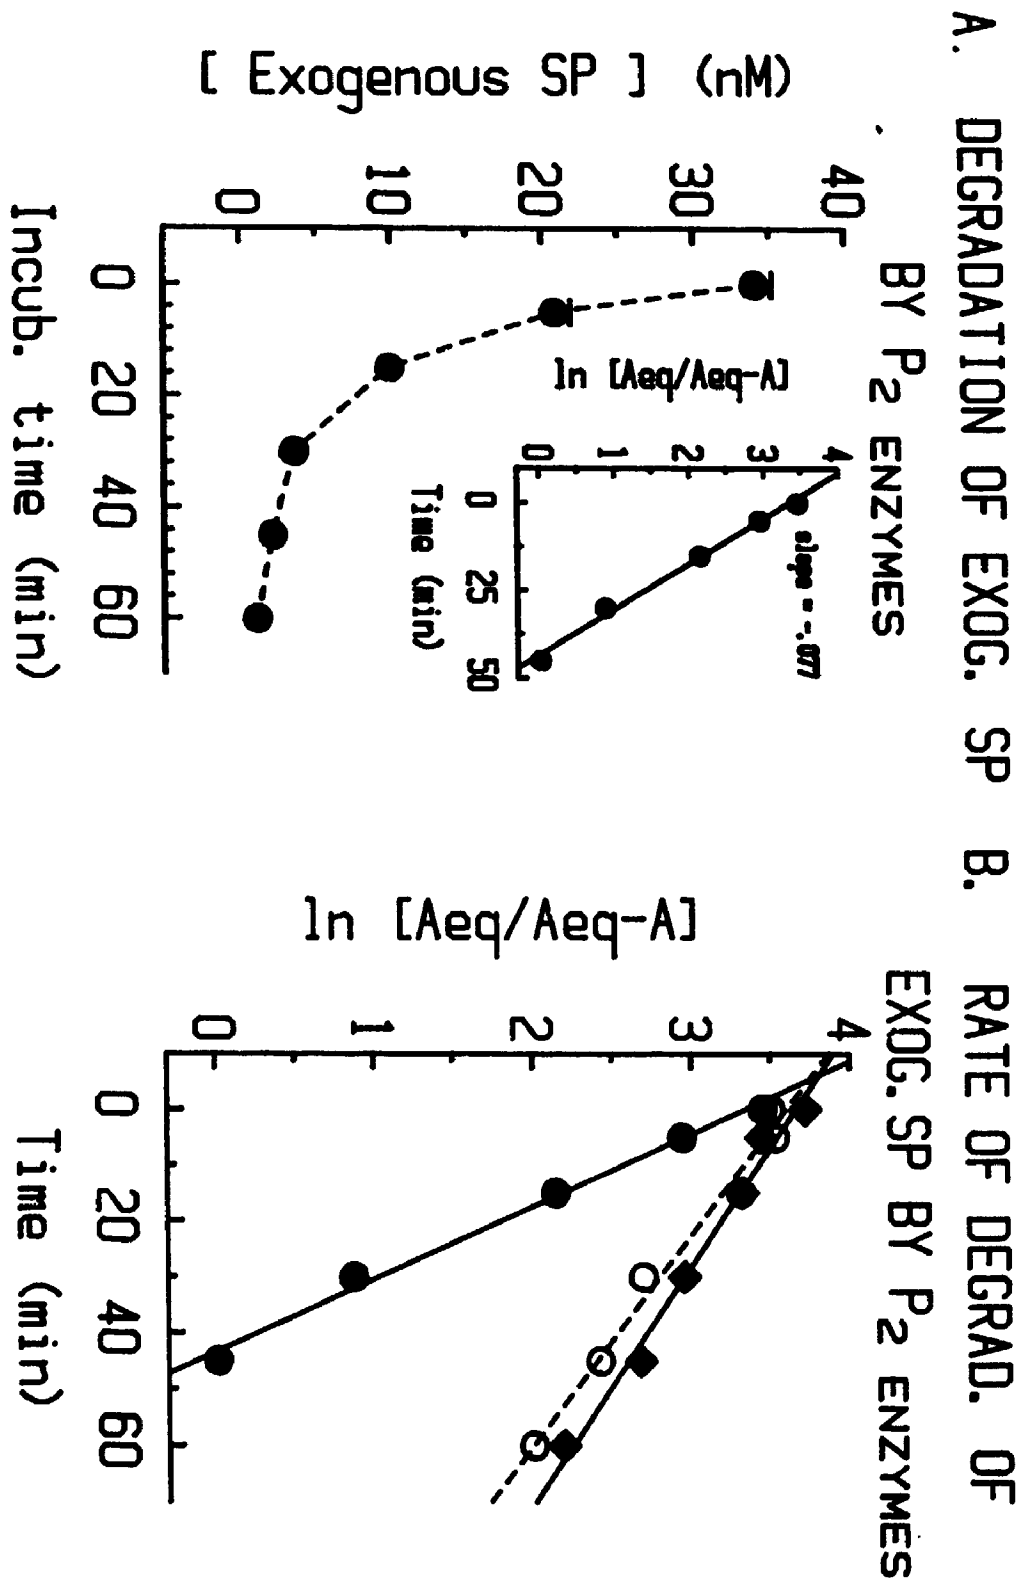 A. DEGRADATION OF EXOG. SP
BY P2 ENZYMES
[ Exogenous SP ] (nM)
40
30
20
10
0
0 20 40 60
Incub. time (min)
ln [Aeq/Aeq-A]
4
3
2
1
0
slope = -.077
0 25 50
Time (min)
B. RATE OF DEGRAD. OF
EXOG. SP BY P2 ENZYMES
ln [Aeq/Aeq-A]
4
3
2
1
0
0 20 40 60
Time (min)